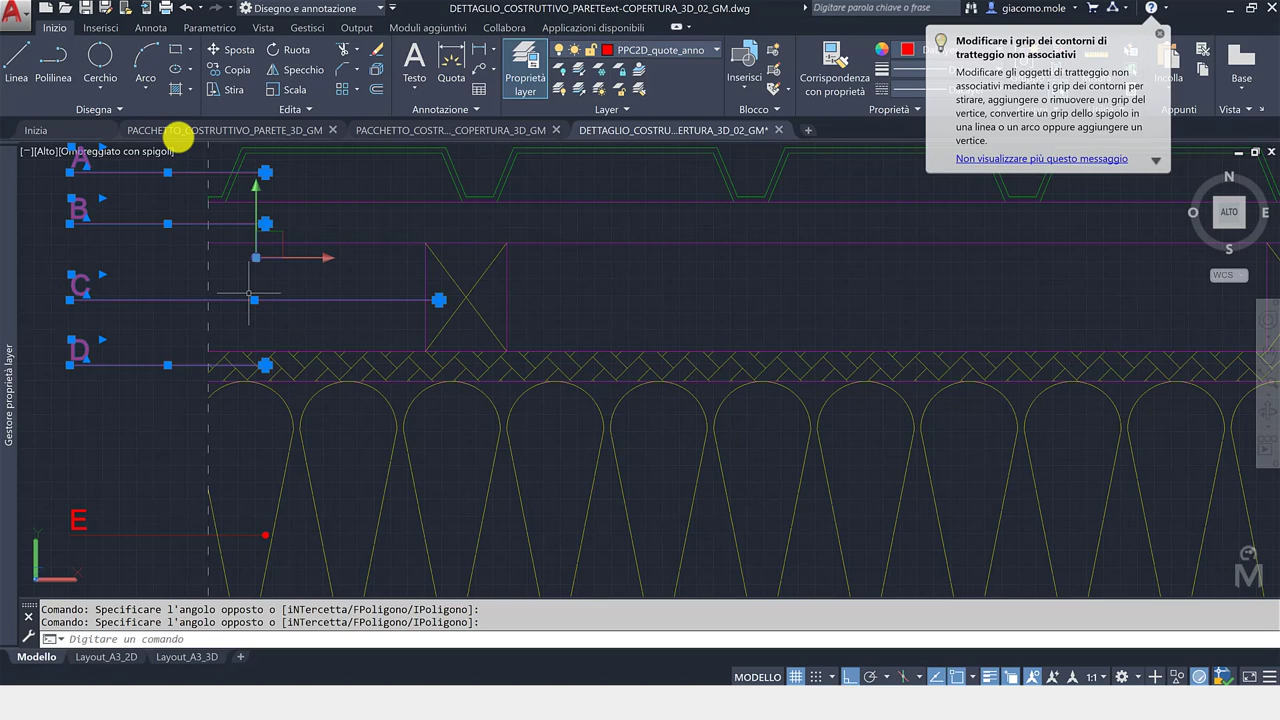 A Disegno e annotazione DETTAGLIO_COSTRUTTIVO_PARETEext-COPERTURA_3D_02_GM.dwg Digitare parola chiave o frase giacomo.mole ?
Inizio Inserisci Annota Parametrico Vista Gestisci Output Moduli aggiuntivi Collabora Express Tools
Linea Polilinea Cerchio Arco
Sposta Ruota
Copia Specchio
Stira Scala
Testo Quota
Proprietà
layer
PPC2D_quote_anno
Inserisci
Corrispondenza
con proprietà
Incolla
Base
Disegna Edita Annotazione Layer Blocco Proprietà Appunti Vista
Modificare i grip dei contorni di
tratteggio non associativi
Modificare gli oggetti di tratteggio non
associativi mediante i grip dei contorni per
stirare, aggiungere o rimuovere un grip del
vertice, convertire un grip dello spigolo in
una linea o un arco oppure aggiungere un
vertice.
Non visualizzare più questo messaggio
Inizia PACCHETTO_COSTRUTTIVO_PARETE_3D_GM PACCHETTO_COSTR..._COPERTURA_3D_GM DETTAGLIO_COSTRU...ERTURA_3D_02_GM*
[−][Alto][Ombreggiato con spigoli]
A
B
C
D
E
N
O ALTO E
S
WCS
Gestore proprietà layer
Y
X
M
Comando: Specificare l'angolo opposto o [iNTercetta/FPoligono/IPoligono]:
Comando: Specificare l'angolo opposto o [iNTercetta/FPoligono/IPoligono]:
Digitare un comando
Modello Layout_A3_2D Layout_A3_3D +
MODELLO 1:1